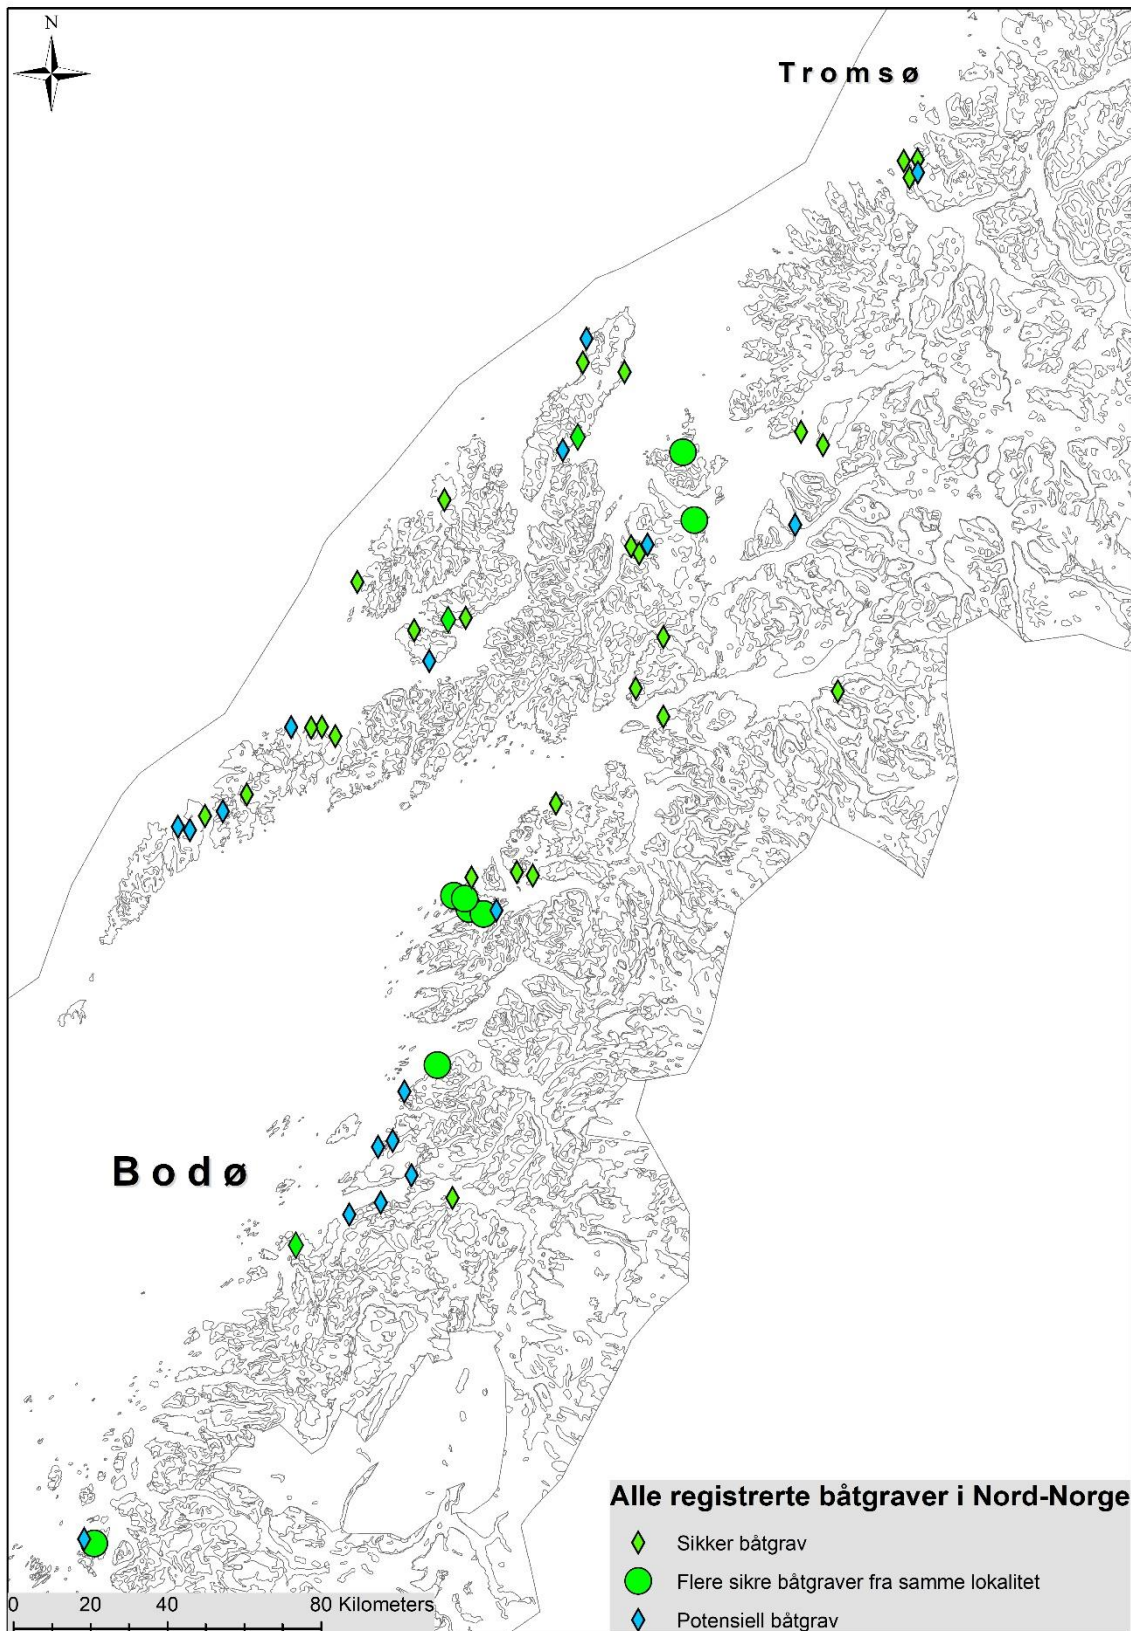 N
Tromsø
Bodø
Alle registrerte båtgraver i Nord-Norge
Sikker båtgrav
Flere sikre båtgraver fra samme lokalitet
Potensiell båtgrav
0 20 40 80 Kilometers